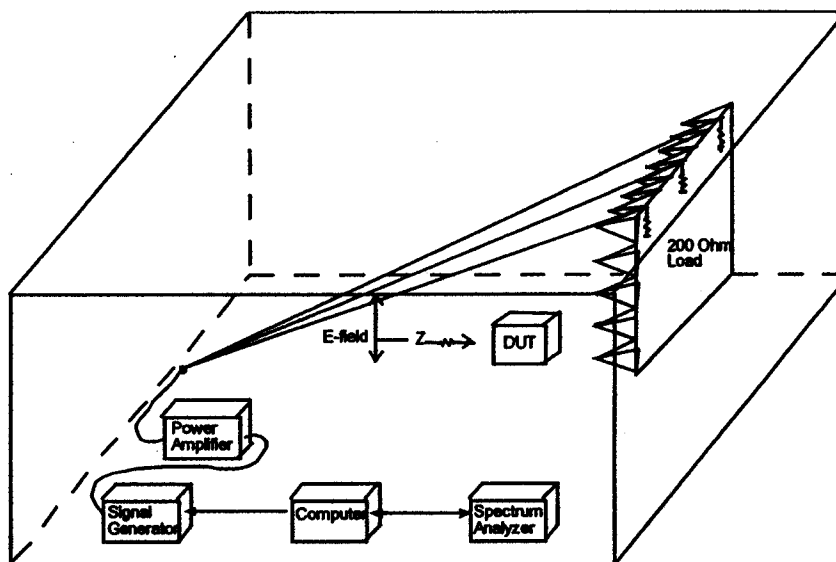 200 Ohm
Load
E-field
Z
DUT
Power
Amplifier
Signal
Generator
Computer
Spectrum
Analyzer